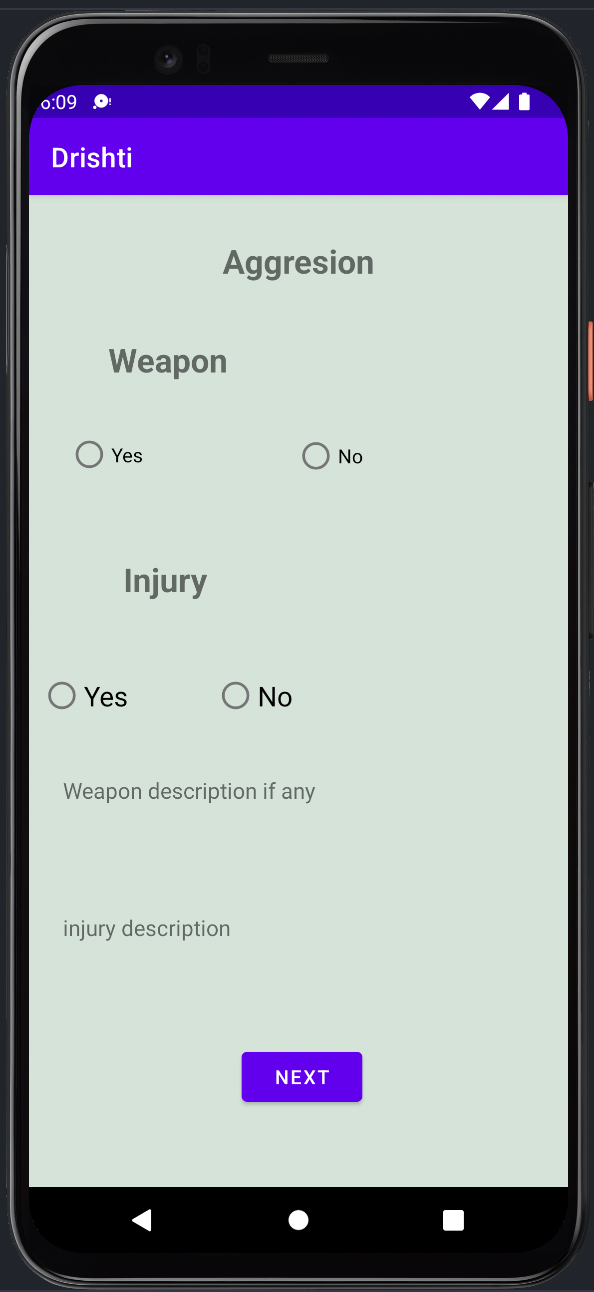 6:09
Drishti
Aggresion
Weapon
Yes No
Injury
Yes No
Weapon description if any
injury description
NEXT